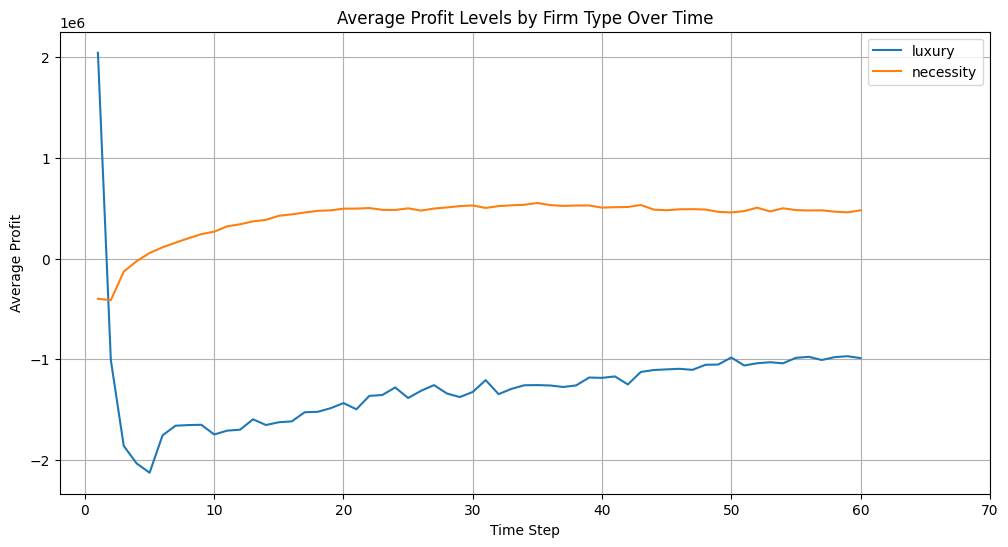 Average Profit Levels by Firm Type Over Time
1e6
luxury
necessity
2
1
0
−1
−2
Average Profit
0 10 20 30 40 50 60 70
Time Step